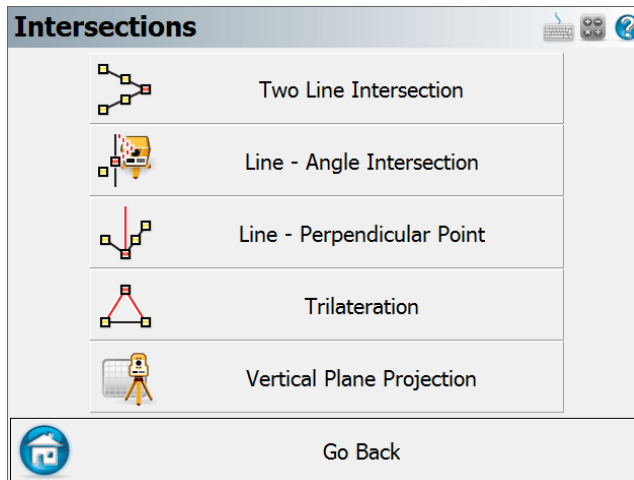 Intersections
Two Line Intersection
Line - Angle Intersection
Line - Perpendicular Point
Trilateration
Vertical Plane Projection
Go Back